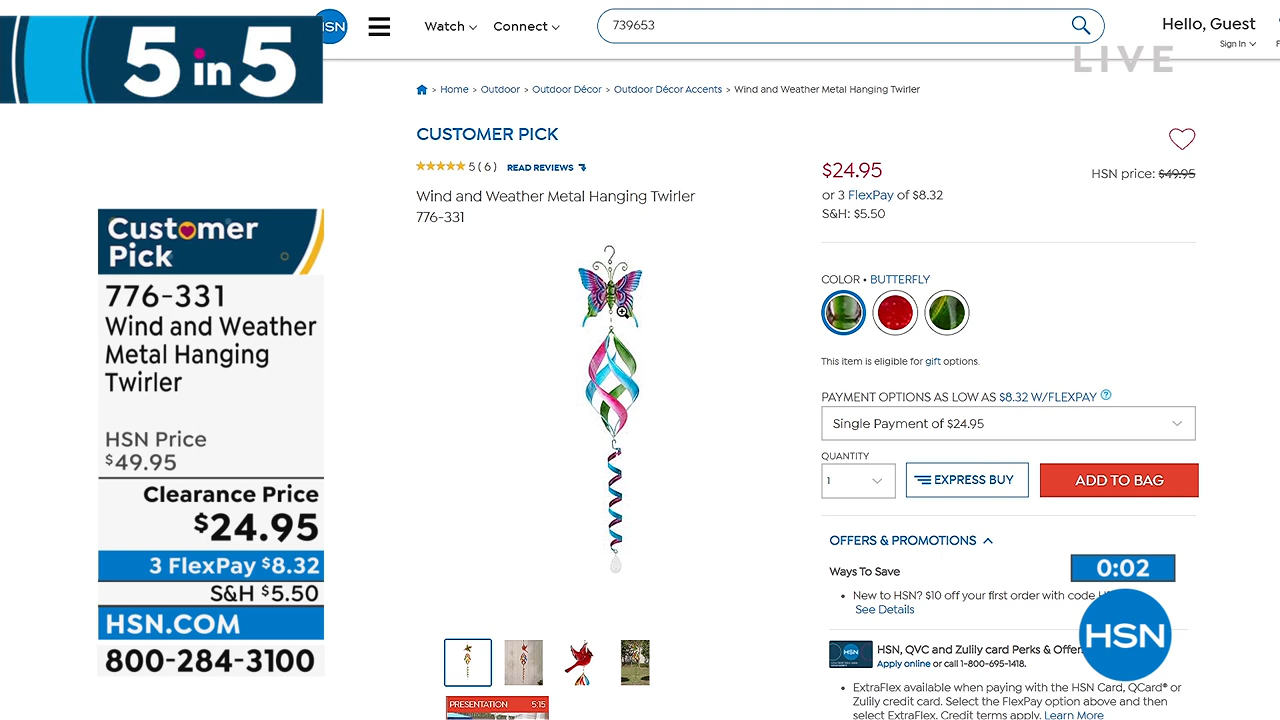 5 in 5
HSN
Watch
Connect
739653
Hello, Guest
Sign In
LIVE
> Home > Outdoor > Outdoor Décor > Outdoor Décor Accents > Wind and Weather Metal Hanging Twirler
CUSTOMER PICK
5 ( 6 ) READ REVIEWS
Wind and Weather Metal Hanging Twirler
776-331
$24.95
HSN price: $49.95
or 3 FlexPay of $8.32
S&H: $5.50
COLOR • BUTTERFLY
This item is eligible for gift options.
PAYMENT OPTIONS AS LOW AS $8.32 W/FLEXPAY ?
Single Payment of $24.95
QUANTITY
1
EXPRESS BUY
ADD TO BAG
OFFERS & PROMOTIONS
Ways To Save
0:02
• New to HSN? $10 off your first order with code
See Details
HSN
HSN, QVC and Zulily card Perks & Offer
Apply online or call 1-800-695-1418.
• ExtraFlex available when paying with the HSN Card, QCard® or
Zulily credit card. Select the FlexPay option above and then
select ExtraFlex. Credit terms apply. Learn More
HSN
PRESENTATION 5:15
Customer
Pick
776-331
Wind and Weather
Metal Hanging
Twirler
HSN Price
$49.95
Clearance Price
$24.95
3 FlexPay $8.32
S&H $5.50
HSN.COM
800-284-3100